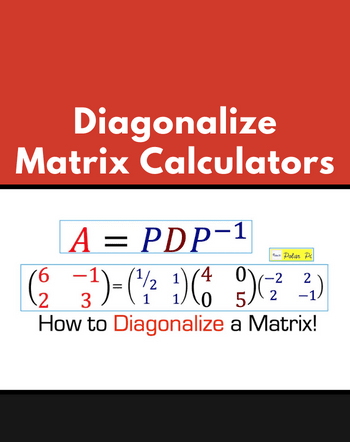 Diagonalize
Matrix Calculators
A = PDP⁻¹
Polar Pi
(6 -1 2 3)=(1/2 1 1 1)(4 0 0 5)(-2 2 2 -1)
How to Diagonalize a Matrix!